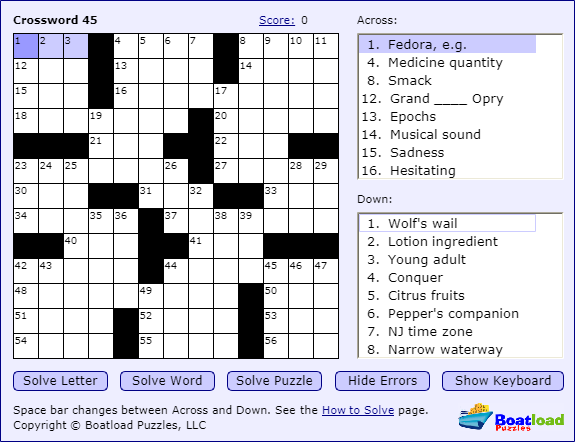 Crossword 45 Score: 0 Across:
1 2 3 4 5 6 7 8 9 10 11
12 13 14
15 16 17
18 19 20
21 22
23 24 25 26 27 28 29
30 31 32 33
34 35 36 37 38 39
40 41
42 43 44 45 46 47
48 49 50
51 52 53
54 55 56
1. Fedora, e.g.
4. Medicine quantity
8. Smack
12. Grand ____ Opry
13. Epochs
14. Musical sound
15. Sadness
16. Hesitating
Down:
1. Wolf's wail
2. Lotion ingredient
3. Young adult
4. Conquer
5. Citrus fruits
6. Pepper's companion
7. NJ time zone
8. Narrow waterway
Solve Letter Solve Word Solve Puzzle Hide Errors Show Keyboard
Space bar changes between Across and Down. See the How to Solve page.
Copyright © Boatload Puzzles, LLC
Boatload
Puzzles